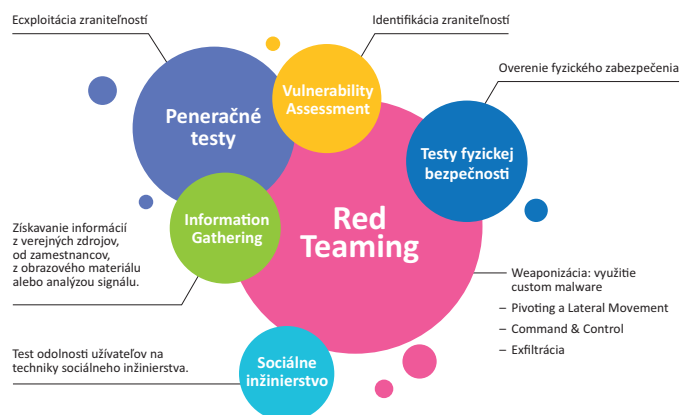 Ecxploitácia zraniteľností
Identifikácia zraniteľností
Overenie fyzického zabezpečenia
Vulnerability
Assessment
Peneračné
testy
Testy fyzickej
bezpečnosti
Information
Gathering
Red
Teaming
Získavanie informácií
z verejných zdrojov,
od zamestnancov,
z obrazového materiálu
alebo analýzou signálu.
Weaponizácia: využitie
custom malware
– Pivoting a Lateral Movement
– Command & Control
– Exfiltrácia
Test odolnosti užívateľov na
techniky sociálneho inžinierstva.
Sociálne
inžinierstvo